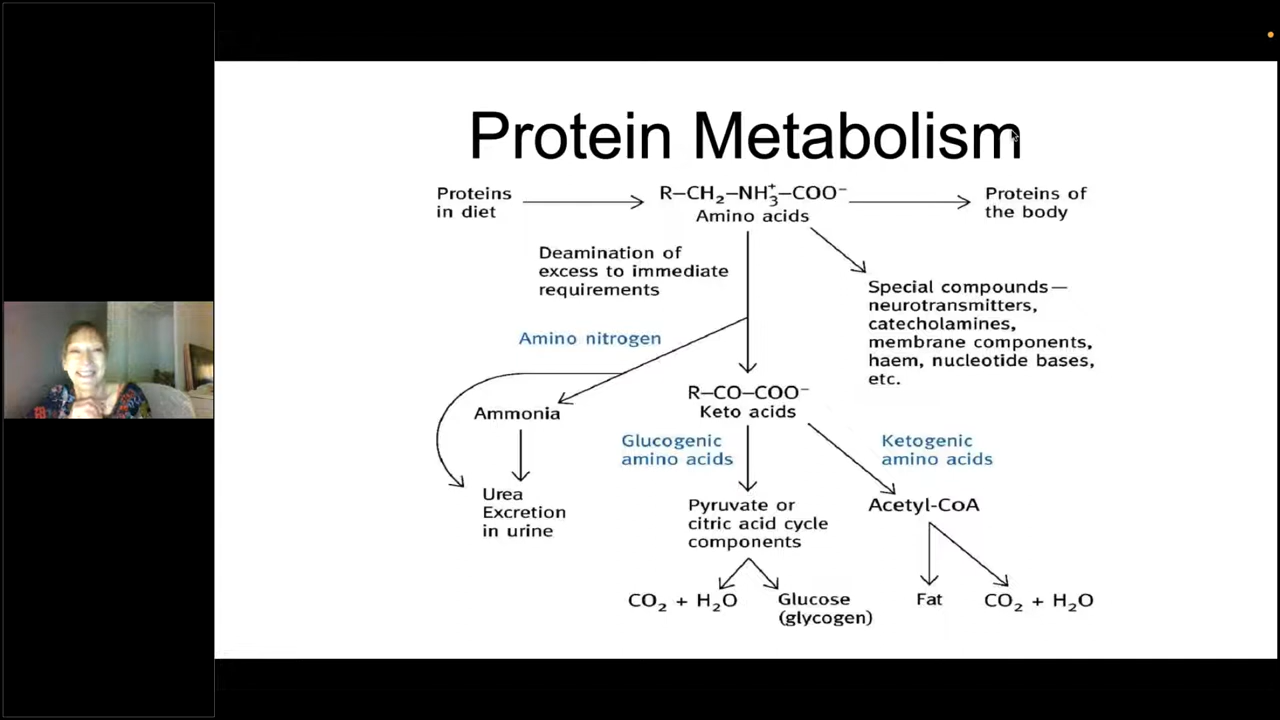 Protein Metabolism
Proteins
in diet
R–CH₂–NH₃⁺–COO⁻
Amino acids
Proteins of
the body
Deamination of
excess to immediate
requirements
Special compounds—
neurotransmitters,
catecholamines,
membrane components,
haem, nucleotide bases,
etc.
Amino nitrogen
R–CO–COO⁻
Keto acids
Ammonia
Glucogenic
amino acids
Ketogenic
amino acids
Urea
Excretion
in urine
Pyruvate or
citric acid cycle
components
Acetyl-CoA
CO₂ + H₂O
Glucose
(glycogen)
Fat
CO₂ + H₂O